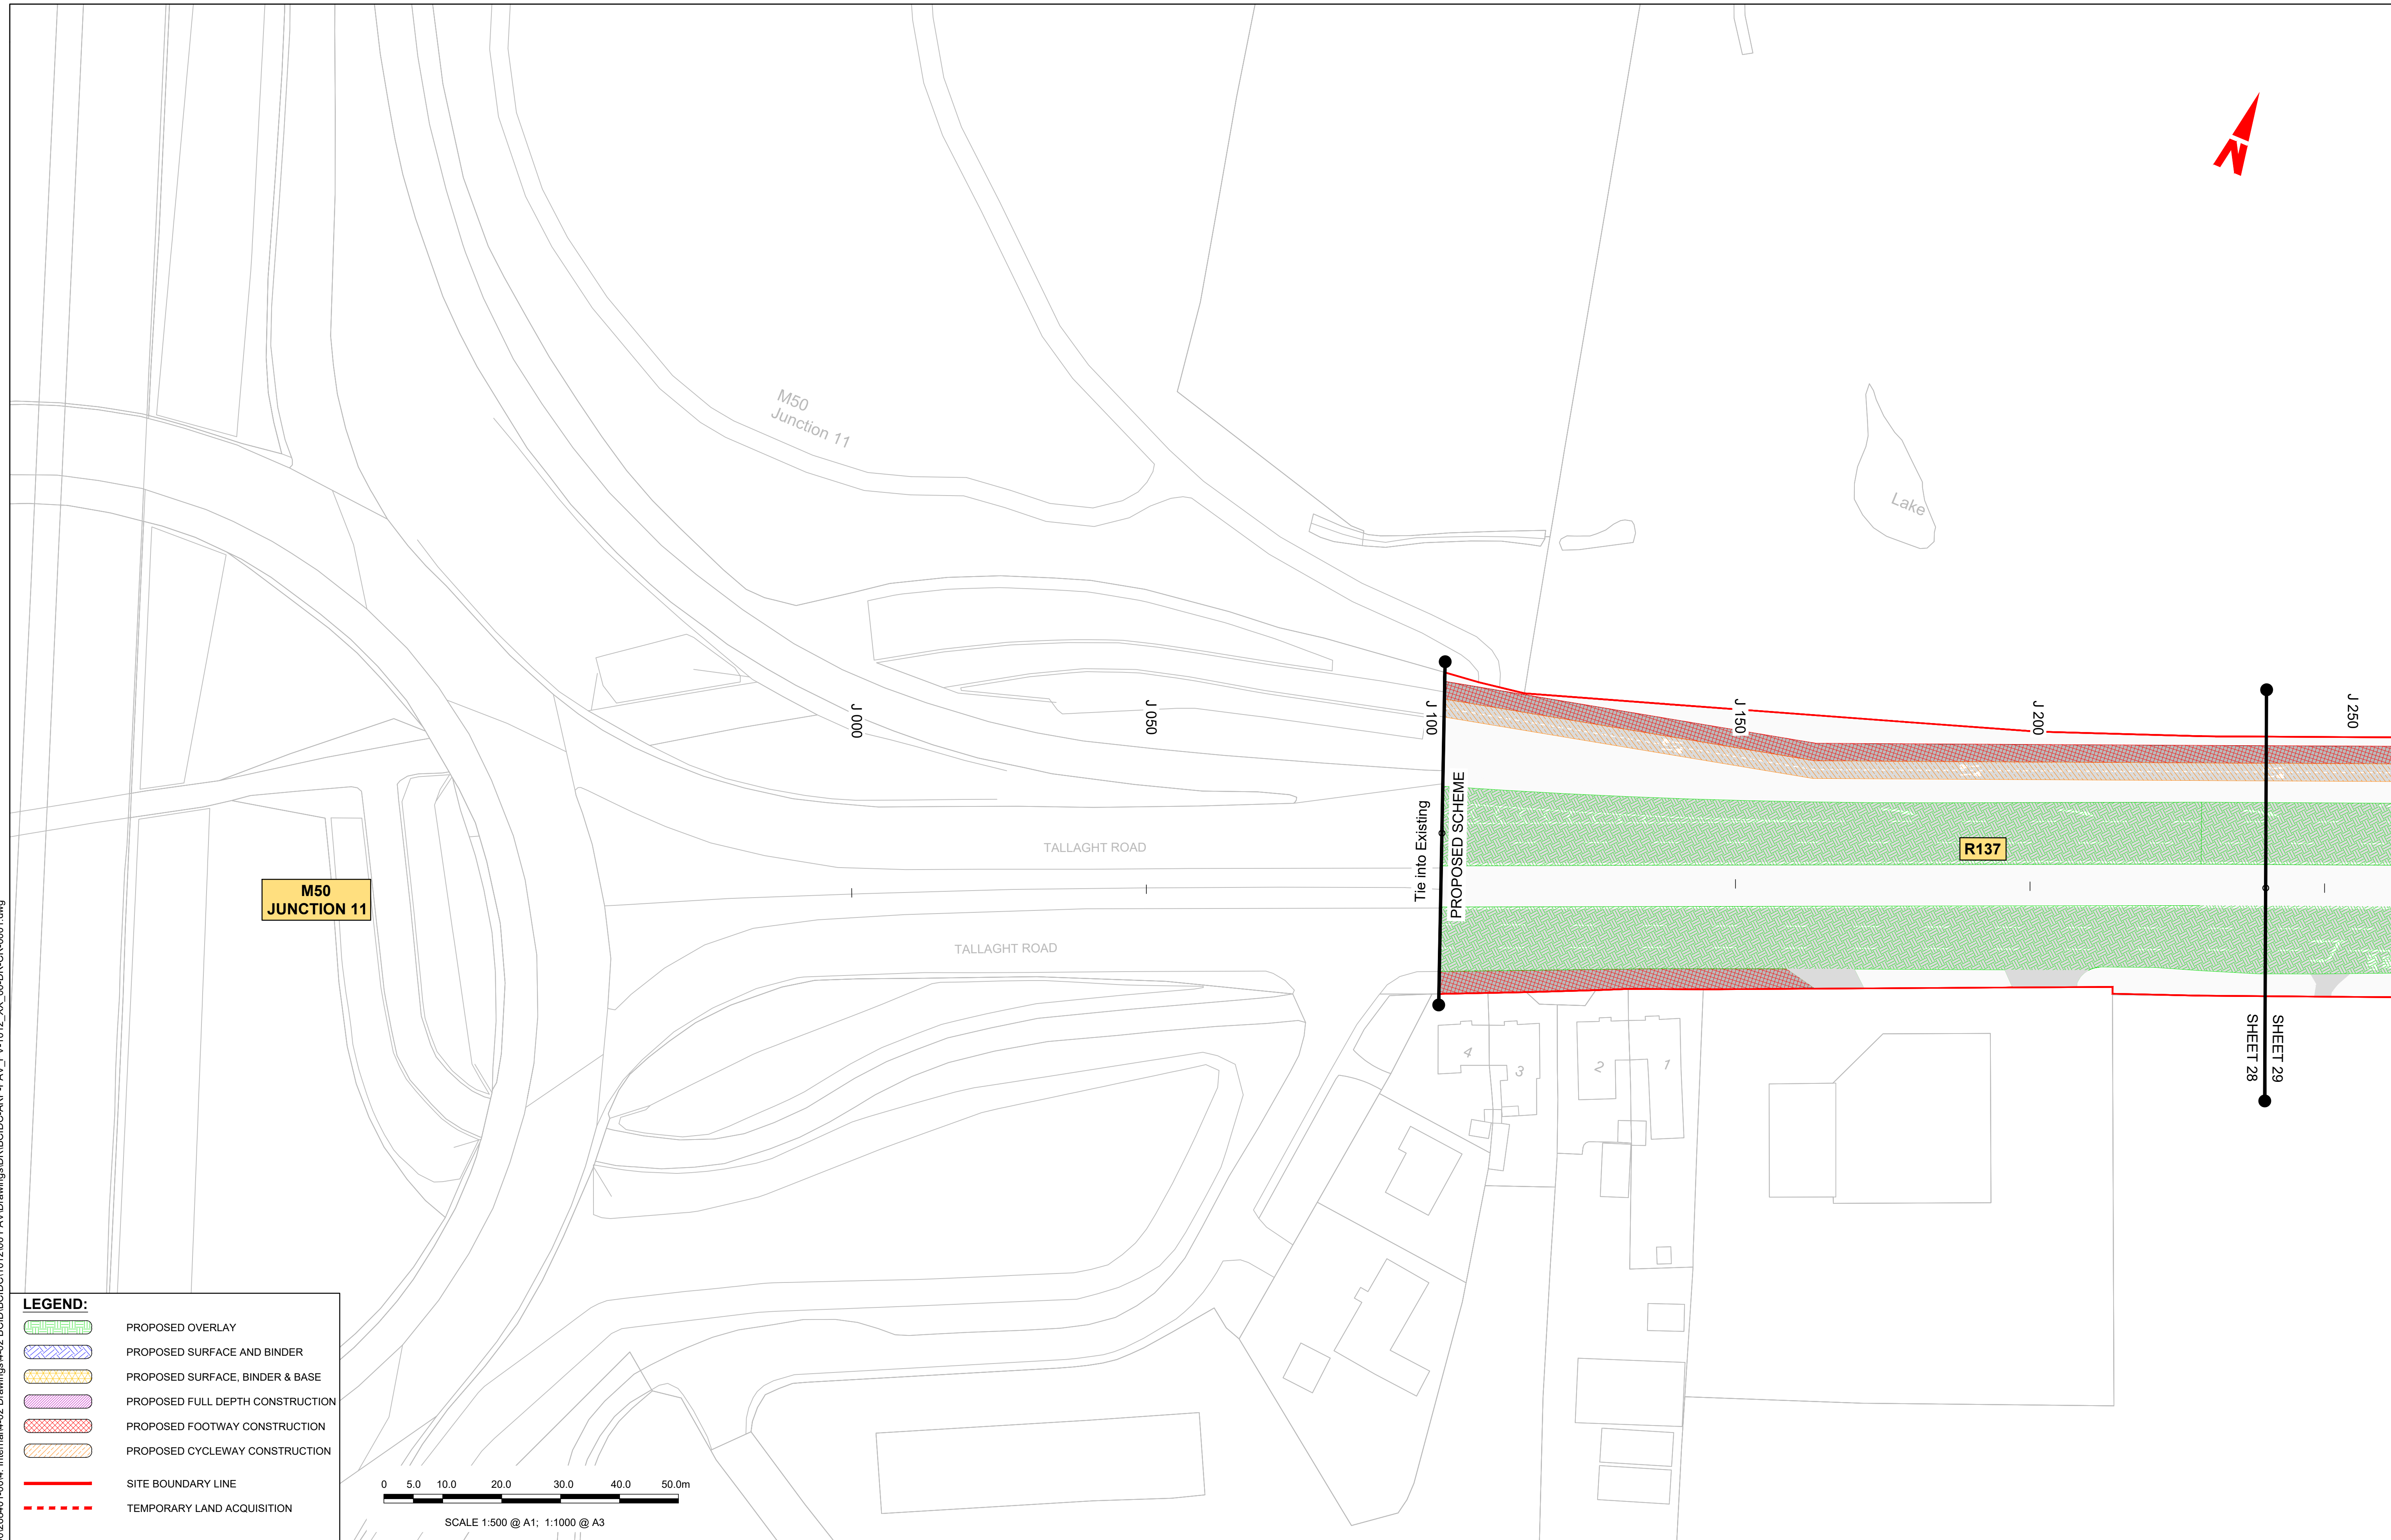 N
M50
Junction 11
Lake
J 000
J 050
J 100
J 150
J 200
J 250
Tie into Existing
PROPOSED SCHEME
TALLAGHT ROAD
R137
M50
JUNCTION 11
TALLAGHT ROAD
SHEET 28
SHEET 29
4
3
2
1
LEGEND:
PROPOSED OVERLAY
PROPOSED SURFACE AND BINDER
PROPOSED SURFACE, BINDER & BASE
PROPOSED FULL DEPTH CONSTRUCTION
PROPOSED FOOTWAY CONSTRUCTION
PROPOSED CYCLEWAY CONSTRUCTION
SITE BOUNDARY LINE
TEMPORARY LAND ACQUISITION
0 5.0 10.0 20.0 30.0 40.0 50.0m
SCALE 1:500 @ A1; 1:1000 @ A3